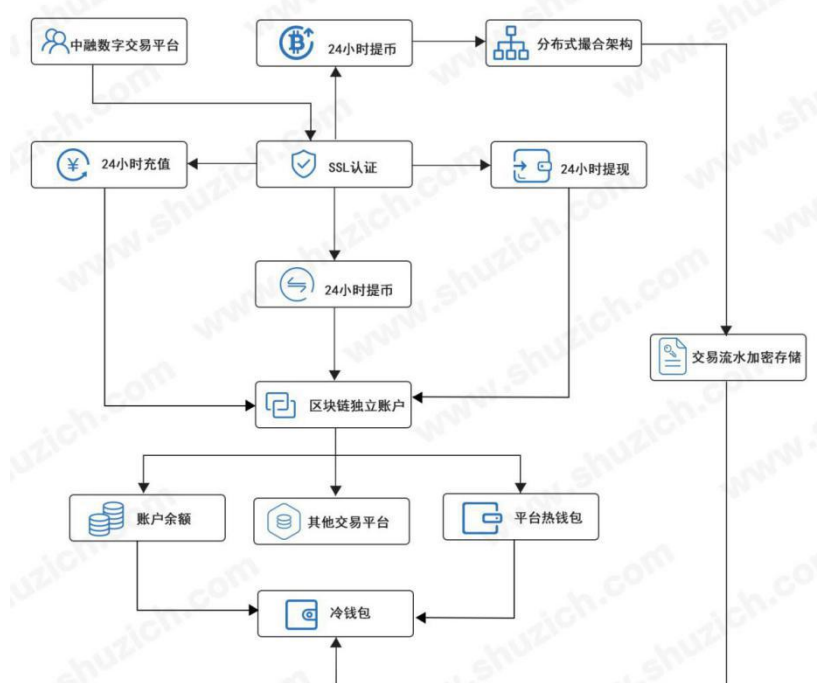 中融数字交易平台
24小时提币
分布式撮合架构
24小时充值
SSL认证
24小时提现
24小时提币
交易流水加密存储
区块链独立账户
账户余额
其他交易平台
平台热钱包
冷钱包
www.shuzich.com